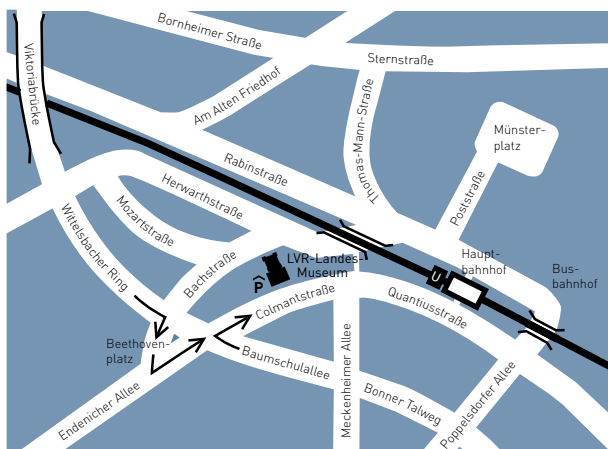 Bornheimer Straße
Sternstraße
Viktoriabrücke
Am Alten Friedhof
Thomas-Mann-Straße
Münster-
platz
Rabinstraße
Poststraße
Herwarthstraße
Mozartstraße
Wittelsbacher Ring
Bachstraße
LVR-Landes-
Museum
P
Haupt-
bahnhof
U
Bus-
bahnhof
Colmantstraße
Quantiusstraße
Beethoven-
platz
Baumschulallee
Meckenheimer Allee
Bonner Talweg
Poppelsdorfer Allee
Endenicher Allee